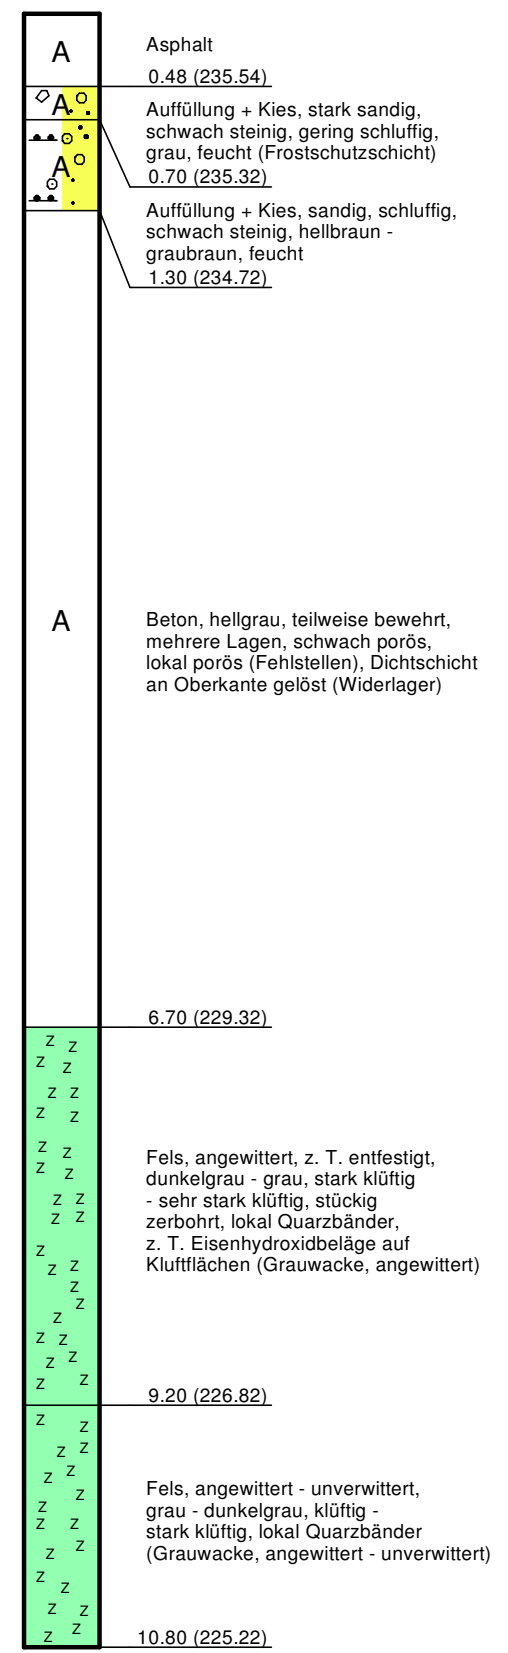 A
Asphalt
0.48 (235.54)
A
Auffüllung + Kies, stark sandig,
schwach steinig, gering schluffig,
grau, feucht (Frostschutzschicht)
0.70 (235.32)
A
Auffüllung + Kies, sandig, schluffig,
schwach steinig, hellbraun -
graubraun, feucht
1.30 (234.72)
A
Beton, hellgrau, teilweise bewehrt,
mehrere Lagen, schwach porös,
lokal porös (Fehlstellen), Dichtschicht
an Oberkante gelöst (Widerlager)
6.70 (229.32)
Fels, angewittert, z. T. entfestigt,
dunkelgrau - grau, stark klüftig
- sehr stark klüftig, stückig
zerbohrt, lokal Quarzbänder,
z. T. Eisenhydroxidbeläge auf
Kluftflächen (Grauwacke, angewittert)
9.20 (226.82)
Fels, angewittert - unverwittert,
grau - dunkelgrau, klüftig -
stark klüftig, lokal Quarzbänder
(Grauwacke, angewittert - unverwittert)
10.80 (225.22)